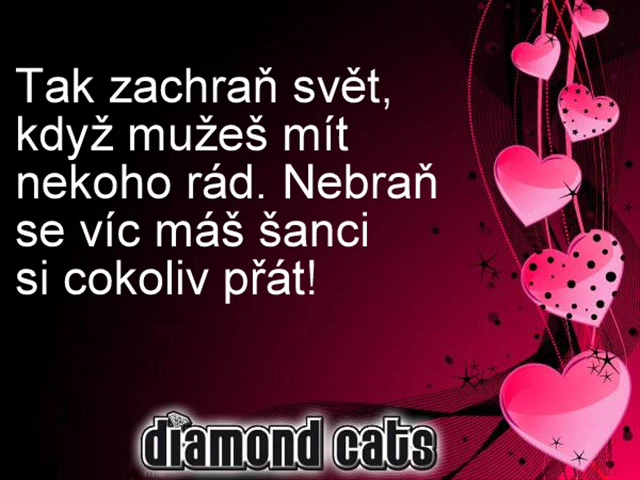 Tak zachraň svět,
když mužeš mít
nekoho rád. Nebraň
se víc máš šanci
si cokoliv přát!
diamond cats